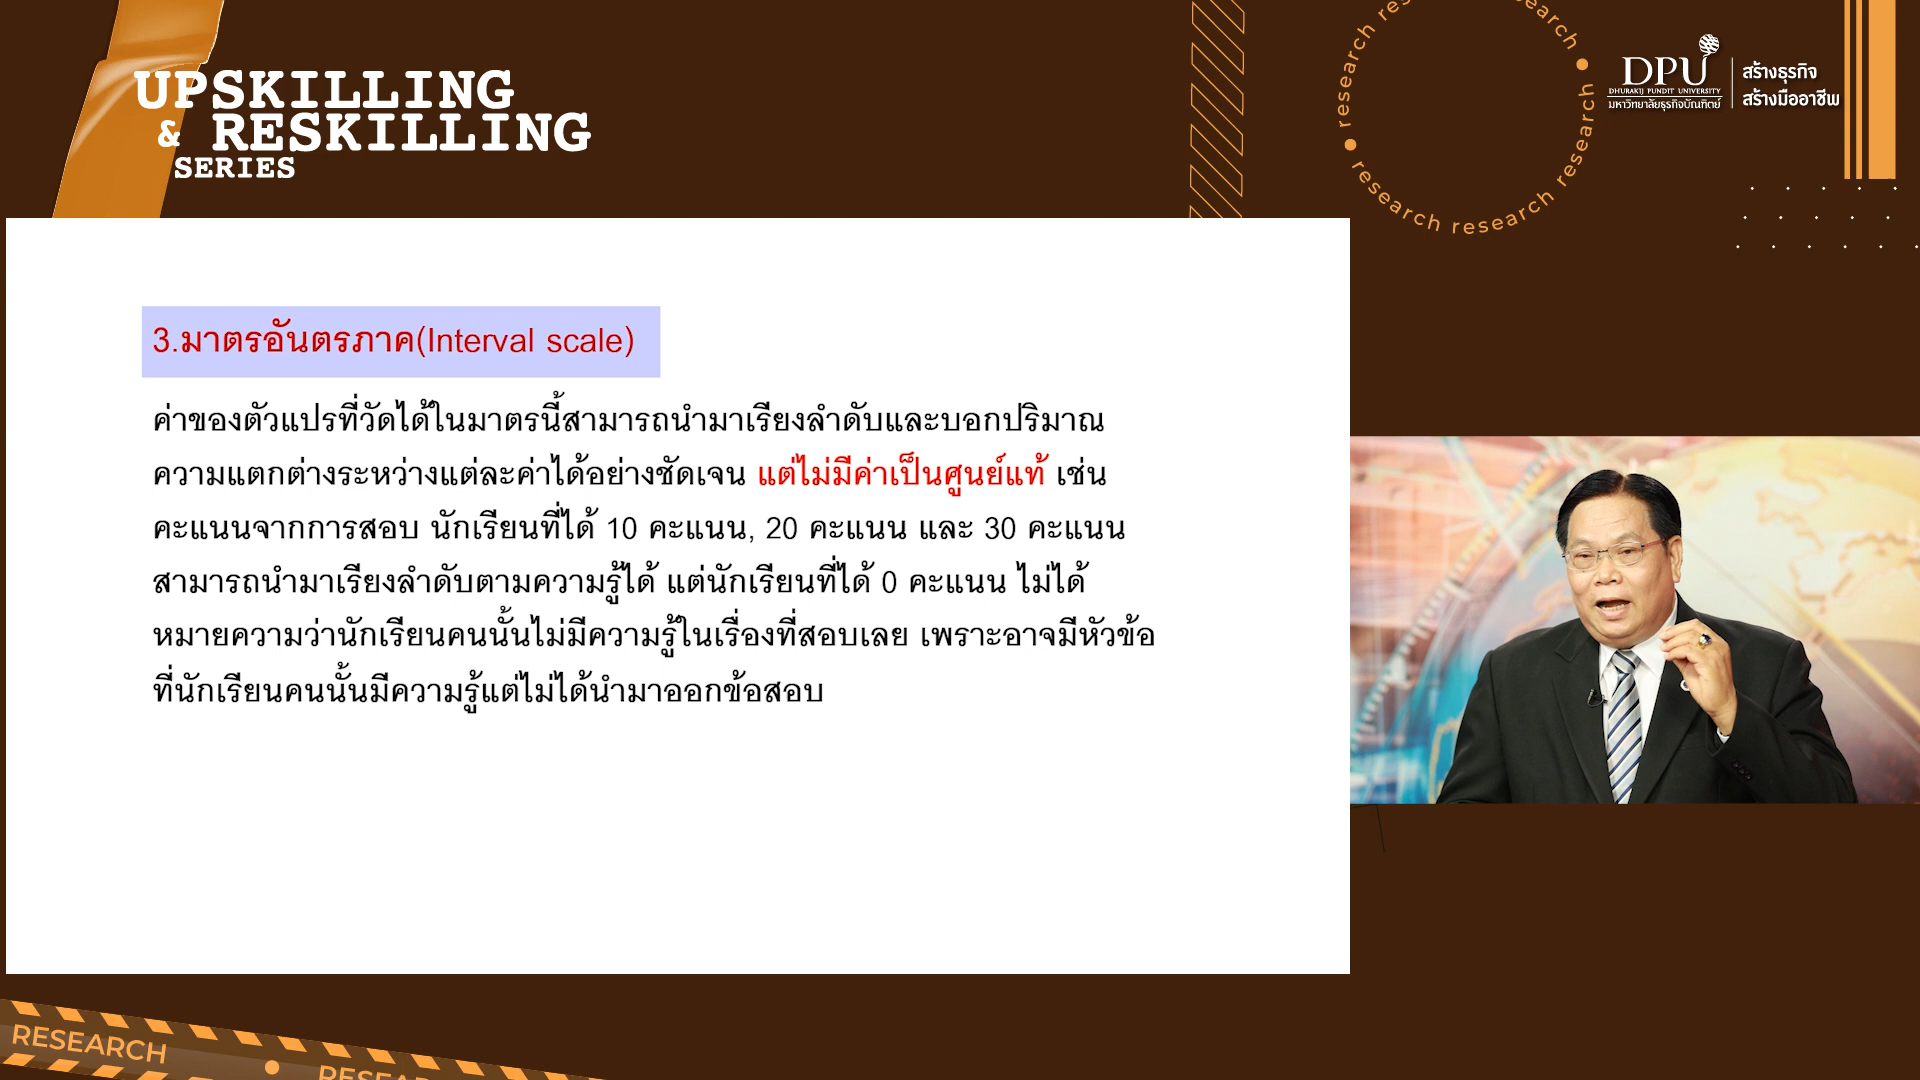 UPSKILLING
& RESKILLING
SERIES
research research research research
DPU
DHURAKIJ PUNDIT UNIVERSITY
มหาวิทยาลัยธุรกิจบัณฑิตย์
สร้างธุรกิจ
สร้างมืออาชีพ
3.มาตรอันตรภาค(Interval scale)
ค่าของตัวแปรที่วัดได้ในมาตรนี้สามารถนำมาเรียงลำดับและบอกปริมาณ
ความแตกต่างระหว่างแต่ละค่าได้อย่างชัดเจน แต่ไม่มีค่าเป็นศูนย์แท้ เช่น
คะแนนจากการสอบ นักเรียนที่ได้ 10 คะแนน, 20 คะแนน และ 30 คะแนน
สามารถนำมาเรียงลำดับตามความรู้ได้ แต่นักเรียนที่ได้ 0 คะแนน ไม่ได้
หมายความว่านักเรียนคนนั้นไม่มีความรู้ในเรื่องที่สอบเลย เพราะอาจมีหัวข้อ
ที่นักเรียนคนนั้นมีความรู้แต่ไม่ได้นำมาออกข้อสอบ
RESEARCH